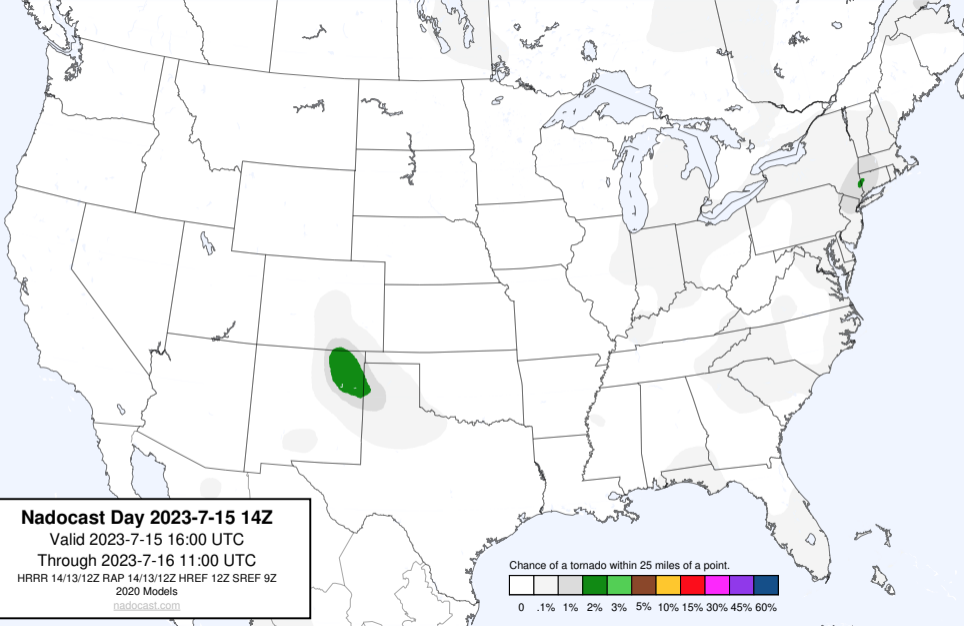 Nadocast Day 2023-7-15 14Z
Valid 2023-7-15 16:00 UTC
Through 2023-7-16 11:00 UTC
HRRR 14/13/12Z RAP 14/13/12Z HREF 12Z SREF 9Z
2020 Models
nadocast.com
Chance of a tornado within 25 miles of a point.
0 .1% 1% 2% 3% 5% 10% 15% 30% 45% 60%